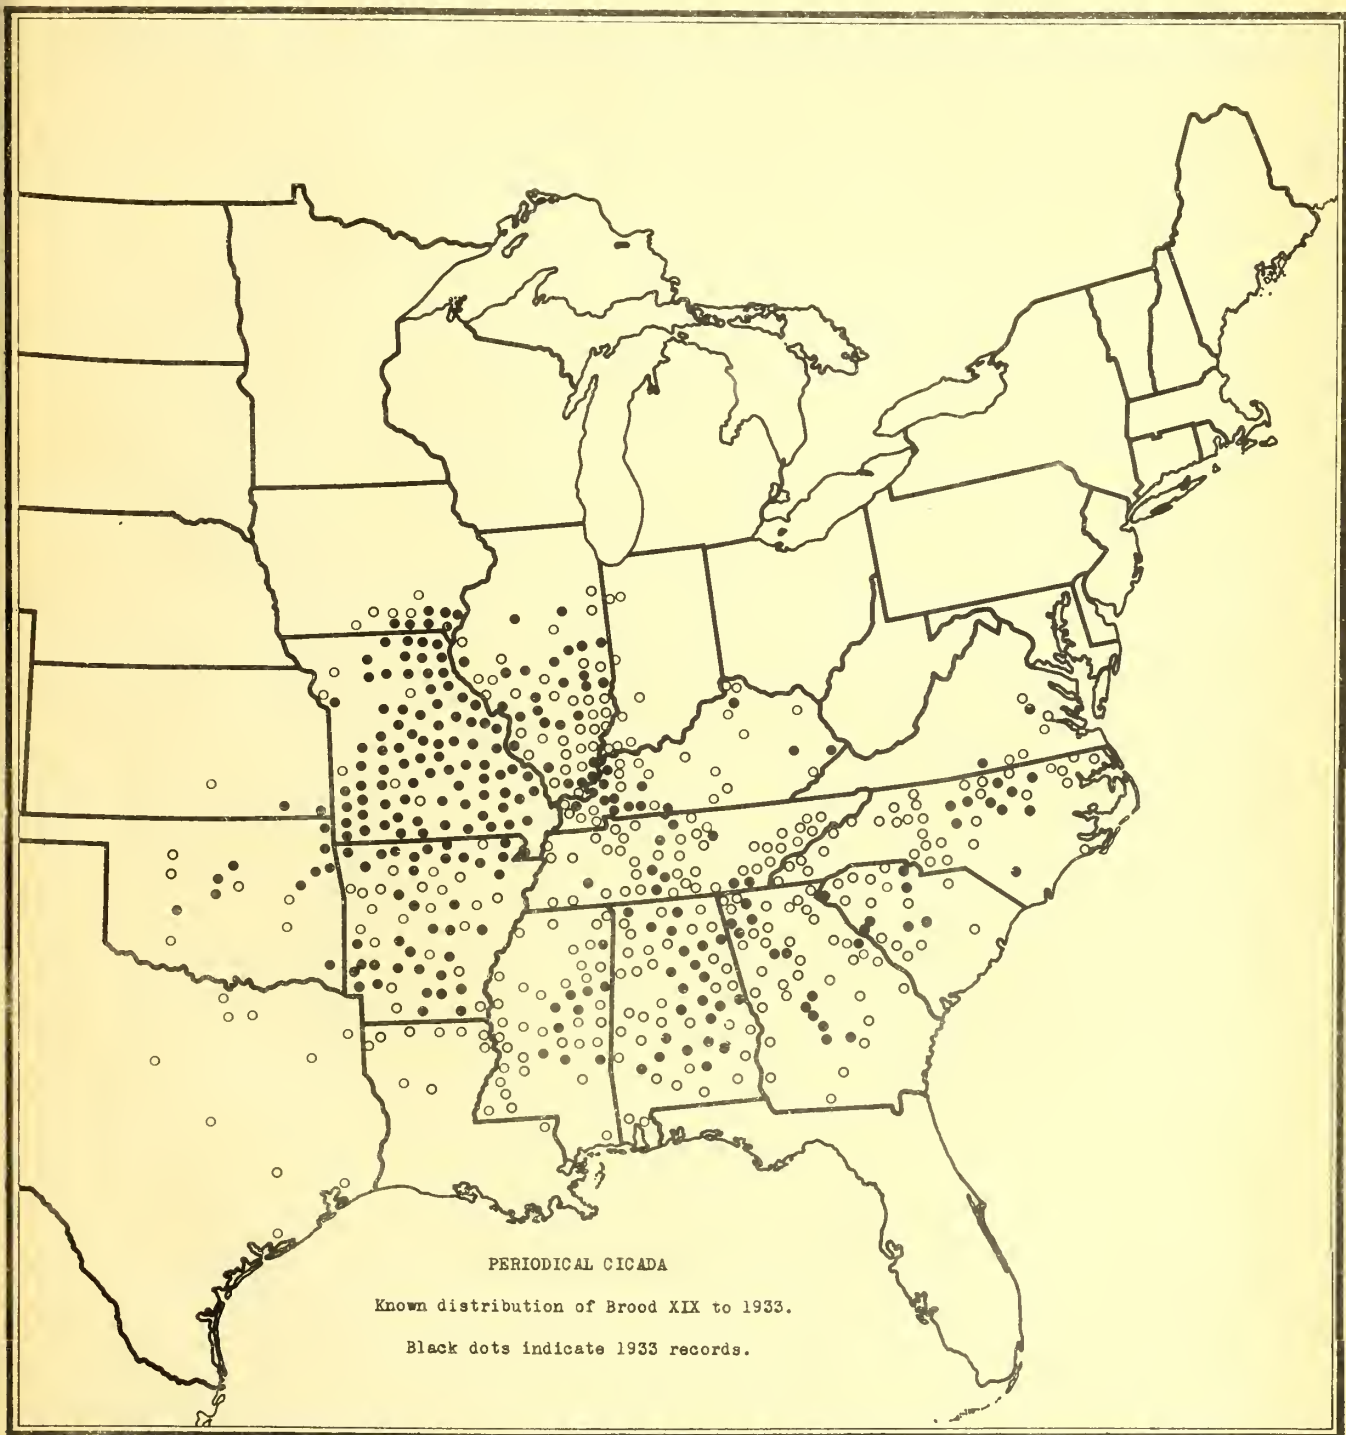 PERIODICAL CICADA
Known distribution of Brood XIX to 1933.
Black dots indicate 1933 records.